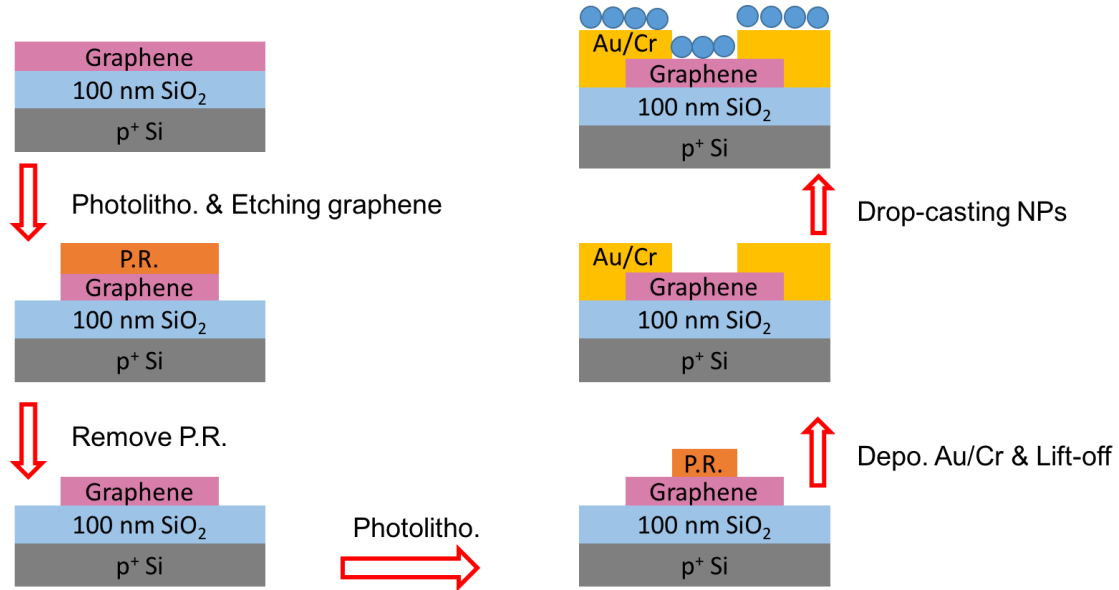 Graphene
100 nm SiO₂
p⁺ Si
Photolitho. & Etching graphene
P.R.
Graphene
100 nm SiO₂
p⁺ Si
Remove P.R.
Graphene
100 nm SiO₂
p⁺ Si
Photolitho.
P.R.
Graphene
100 nm SiO₂
p⁺ Si
Depo. Au/Cr & Lift-off
Au/Cr
Graphene
100 nm SiO₂
p⁺ Si
Drop-casting NPs
Au/Cr
Graphene
100 nm SiO₂
p⁺ Si